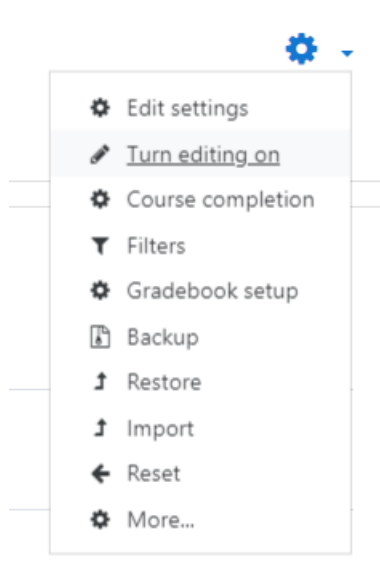 Edit settings
Turn editing on
Course completion
Filters
Gradebook setup
Backup
Restore
Import
Reset
More...